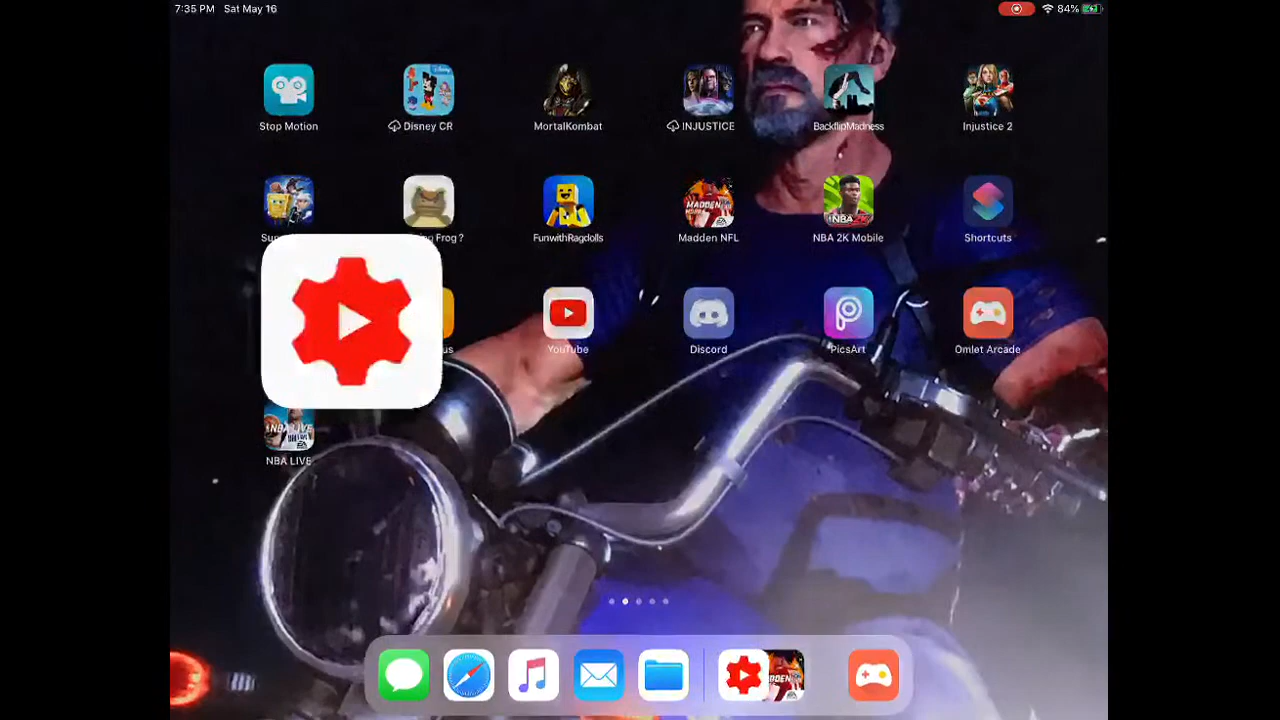 7:35 PM Sat May 16
84%
Stop Motion
Disney CR
MortalKombat
INJUSTICE
BackflipMadness
Injustice 2
Frog ?
FunwithRagdolls
Madden NFL
NBA 2K Mobile
Shortcuts
YouTube
Discord
PicsArt
Omlet Arcade
NBA LIVE